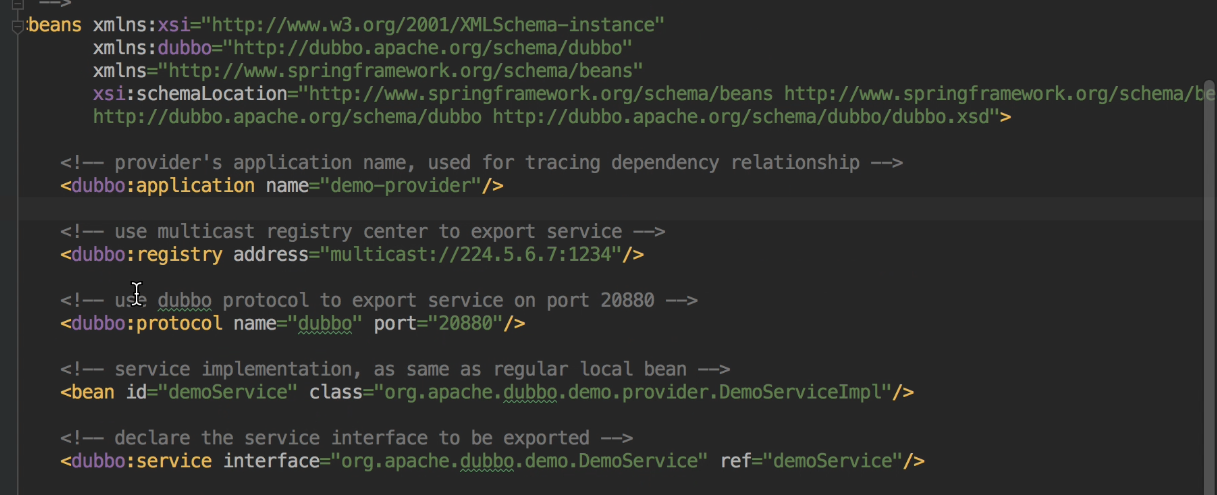 -->
beans xmlns:xsi="http://www.w3.org/2001/XMLSchema-instance"
xmlns:dubbo="http://dubbo.apache.org/schema/dubbo"
xmlns="http://www.springframework.org/schema/beans"
xsi:schemaLocation="http://www.springframework.org/schema/beans http://www.springframework.org/schema/be
http://dubbo.apache.org/schema/dubbo http://dubbo.apache.org/schema/dubbo/dubbo.xsd">
<!-- provider's application name, used for tracing dependency relationship -->
<dubbo:application name="demo-provider"/>
<!-- use multicast registry center to export service -->
<dubbo:registry address="multicast://224.5.6.7:1234"/>
<!-- use dubbo protocol to export service on port 20880 -->
<dubbo:protocol name="dubbo" port="20880"/>
<!-- service implementation, as same as regular local bean -->
<bean id="demoService" class="org.apache.dubbo.demo.provider.DemoServiceImpl"/>
<!-- declare the service interface to be exported -->
<dubbo:service interface="org.apache.dubbo.demo.DemoService" ref="demoService"/>